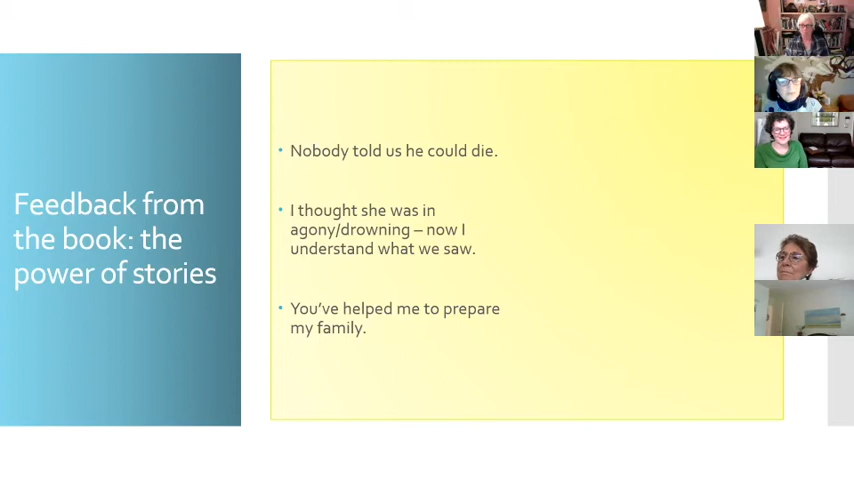 Feedback from
the book: the
power of stories
• Nobody told us he could die.
• I thought she was in
agony/drowning – now I
understand what we saw.
• You've helped me to prepare
my family.